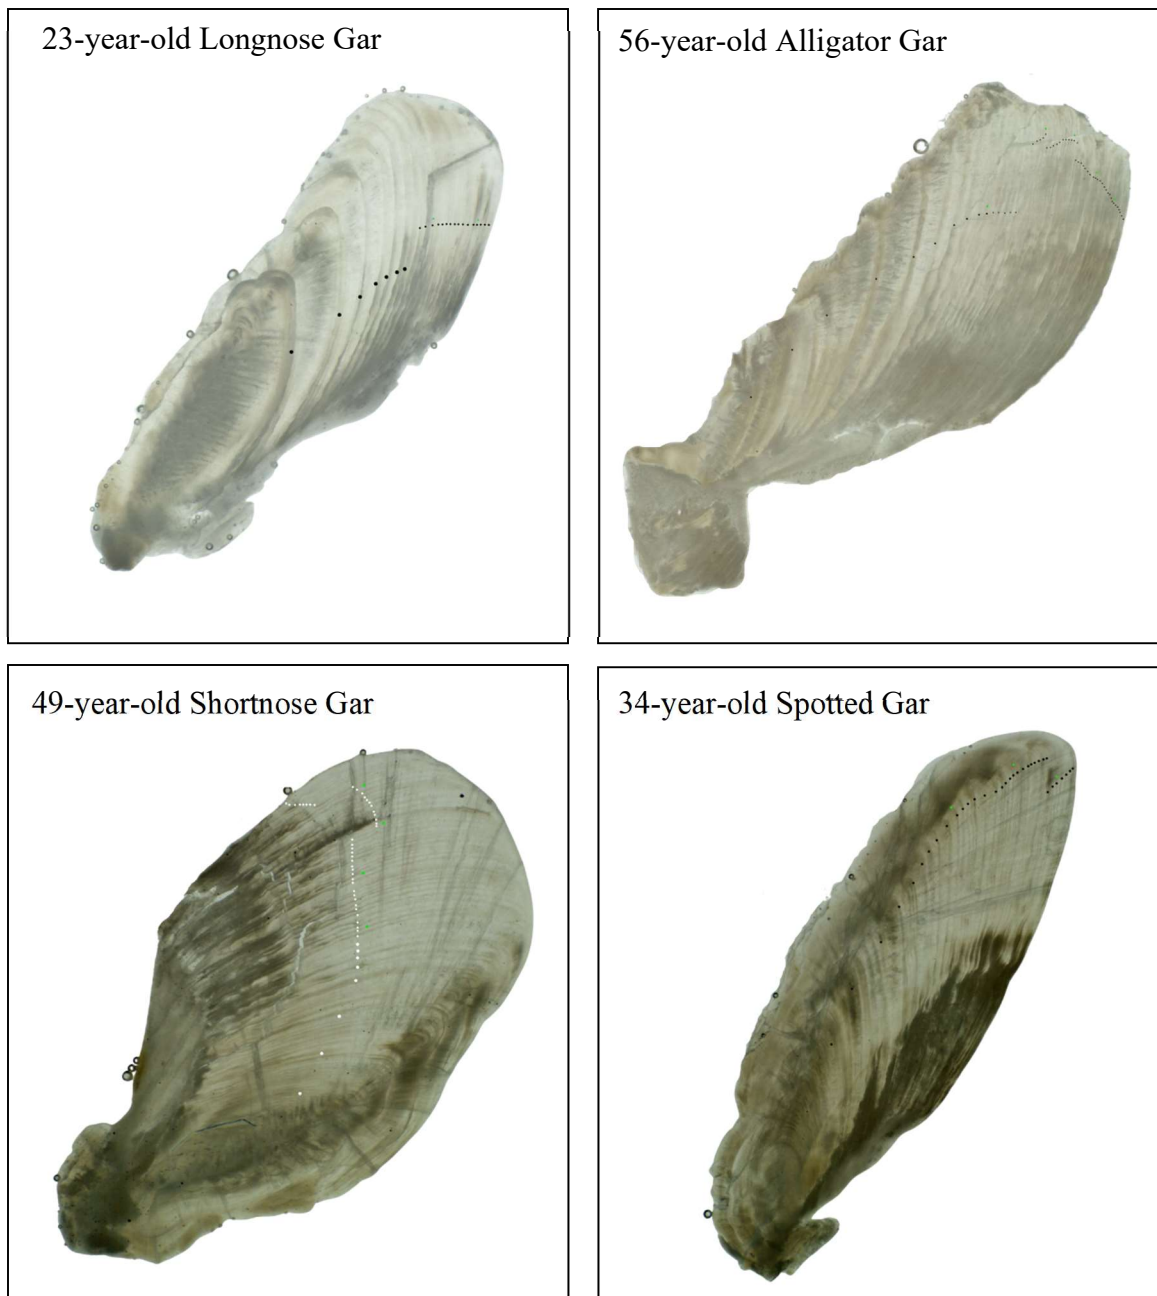 23-year-old Longnose Gar
56-year-old Alligator Gar
49-year-old Shortnose Gar
34-year-old Spotted Gar